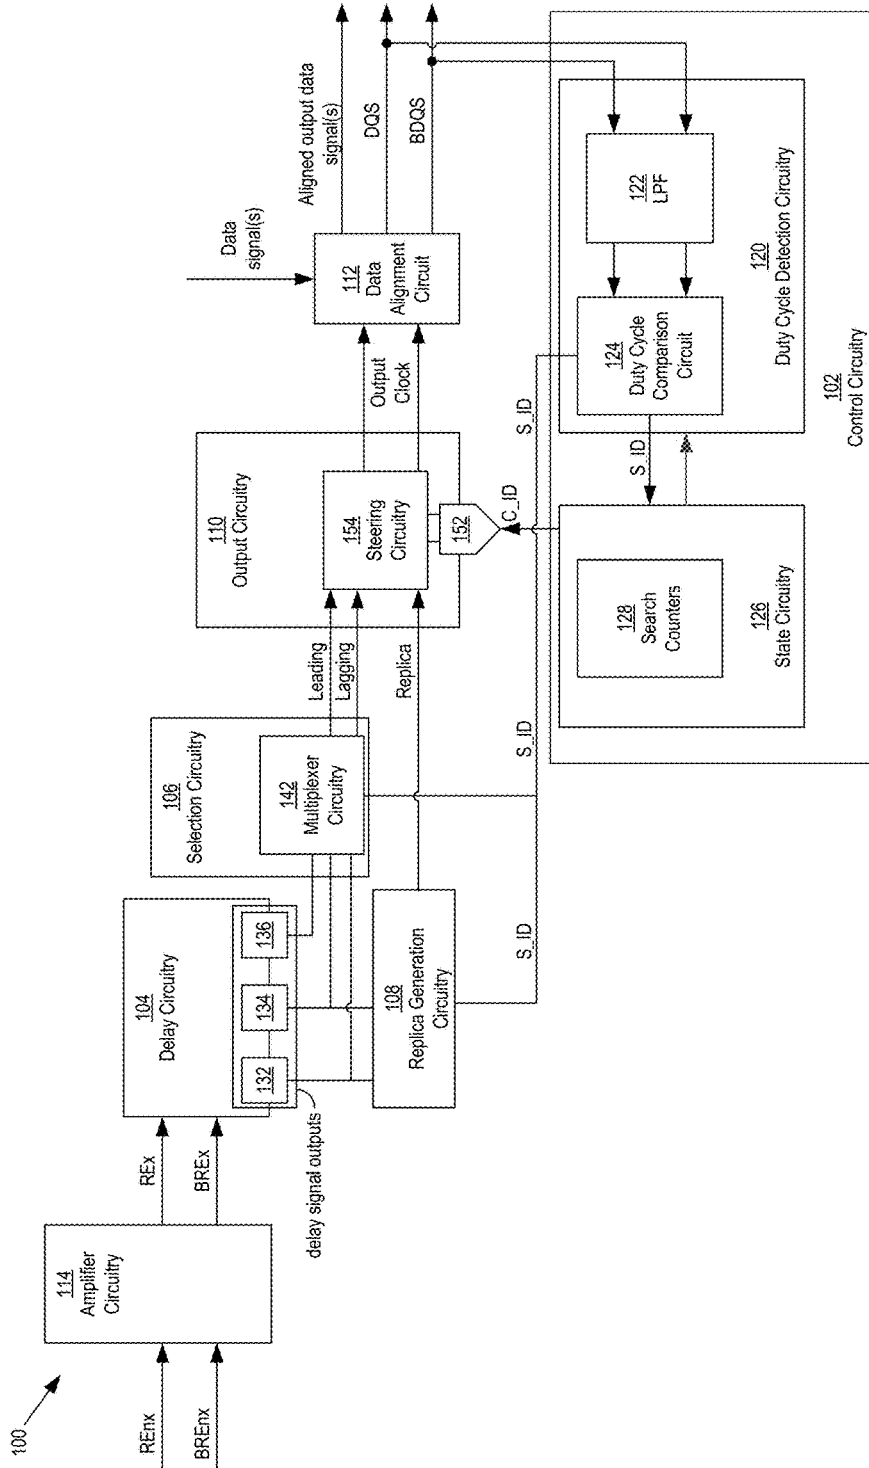 100
REnx
BREnx
114
Amplifier
Circuitry
REx
BREx
104
Delay Circuitry
132
134
136
delay signal outputs
106
Selection Circuitry
142
Multiplexer
Circuitry
108
Replica Generation
Circuitry
S_ID
Leading
Lagging
Replica
S_ID
110
Output Circuitry
154
Steering
Circuitry
152
C_ID
Output
Clock
S_ID
Data
signal(s)
112
Data
Alignment
Circuit
Aligned output data
signal(s)
DQS
BDQS
128
Search
Counters
126
State Circuitry
S_ID
124
Duty Cycle
Comparison
Circuit
122
LPF
120
Duty Cycle Detection Circuitry
102
Control Circuitry